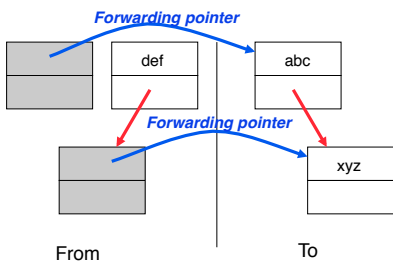 Forwarding pointer
def
abc
Forwarding pointer
xyz
From
To